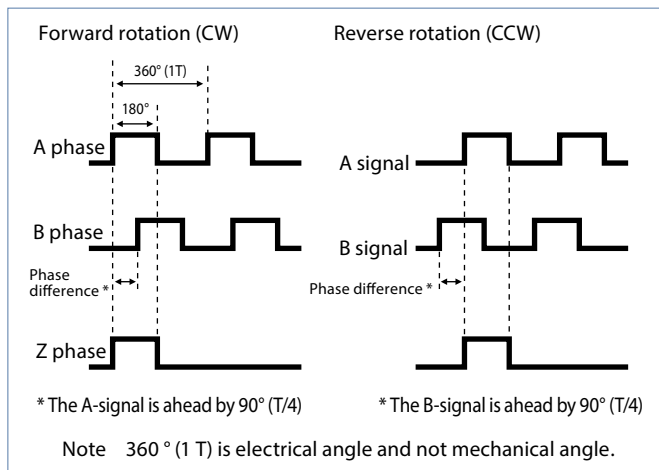 Forward rotation (CW)
Reverse rotation (CCW)
360° (1T)
180°
A phase
A signal
B phase
B signal
Phase
difference *
Phase difference *
Z phase
* The A-signal is ahead by 90° (T/4)
* The B-signal is ahead by 90° (T/4)
Note 360 ° (1 T) is electrical angle and not mechanical angle.